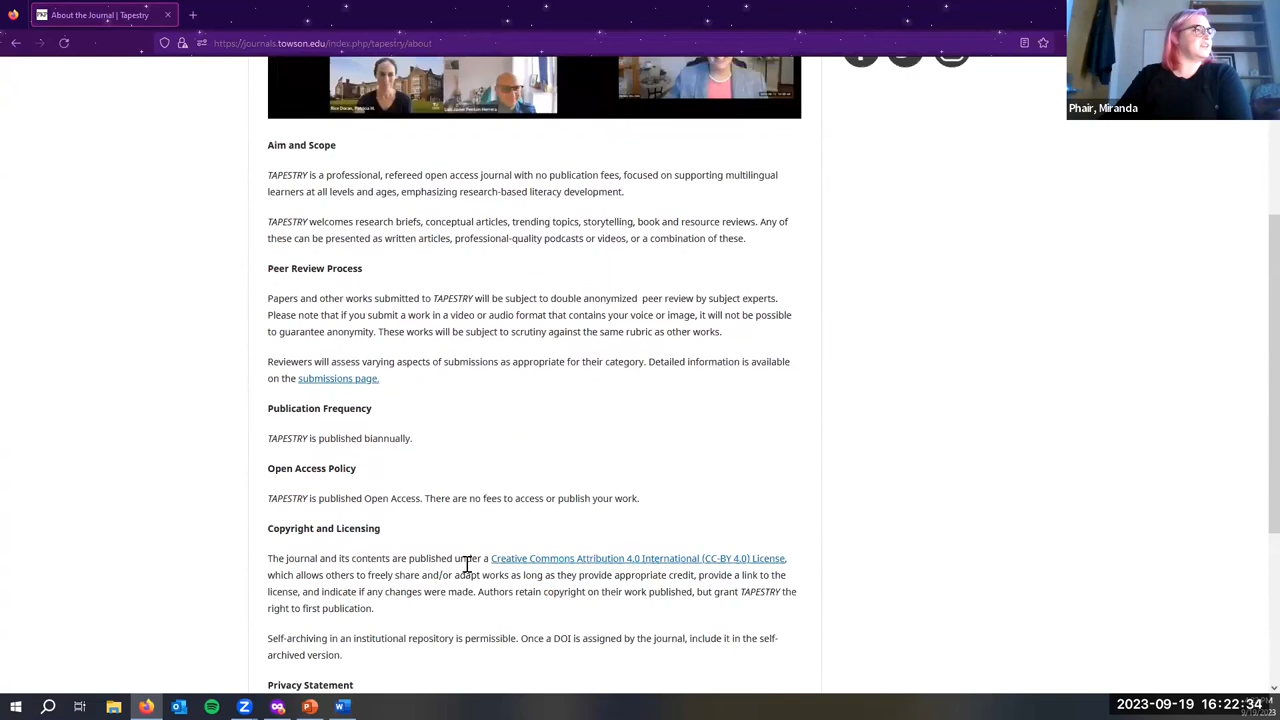 About the Journal | Tapestry
https://journals.towson.edu/index.php/tapestry/about
Phair, Miranda
Aim and Scope
TAPESTRY is a professional, refereed open access journal with no publication fees, focused on supporting multilingual
learners at all levels and ages, emphasizing research-based literacy development.
TAPESTRY welcomes research briefs, conceptual articles, trending topics, storytelling, book and resource reviews. Any of
these can be presented as written articles, professional-quality podcasts or videos, or a combination of these.
Peer Review Process
Papers and other works submitted to TAPESTRY will be subject to double anonymized peer review by subject experts.
Please note that if you submit a work in a video or audio format that contains your voice or image, it will not be possible
to guarantee anonymity. These works will be subject to scrutiny against the same rubric as other works.
Reviewers will assess varying aspects of submissions as appropriate for their category. Detailed information is available
on the submissions page.
Publication Frequency
TAPESTRY is published biannually.
Open Access Policy
TAPESTRY is published Open Access. There are no fees to access or publish your work.
Copyright and Licensing
The journal and its contents are published under a Creative Commons Attribution 4.0 International (CC-BY 4.0) License,
which allows others to freely share and/or adapt works as long as they provide appropriate credit, provide a link to the
license, and indicate if any changes were made. Authors retain copyright on their work published, but grant TAPESTRY the
right to first publication.
Self-archiving in an institutional repository is permissible. Once a DOI is assigned by the journal, include it in the self-
archived version.
Privacy Statement
2023-09-19 16:22:34